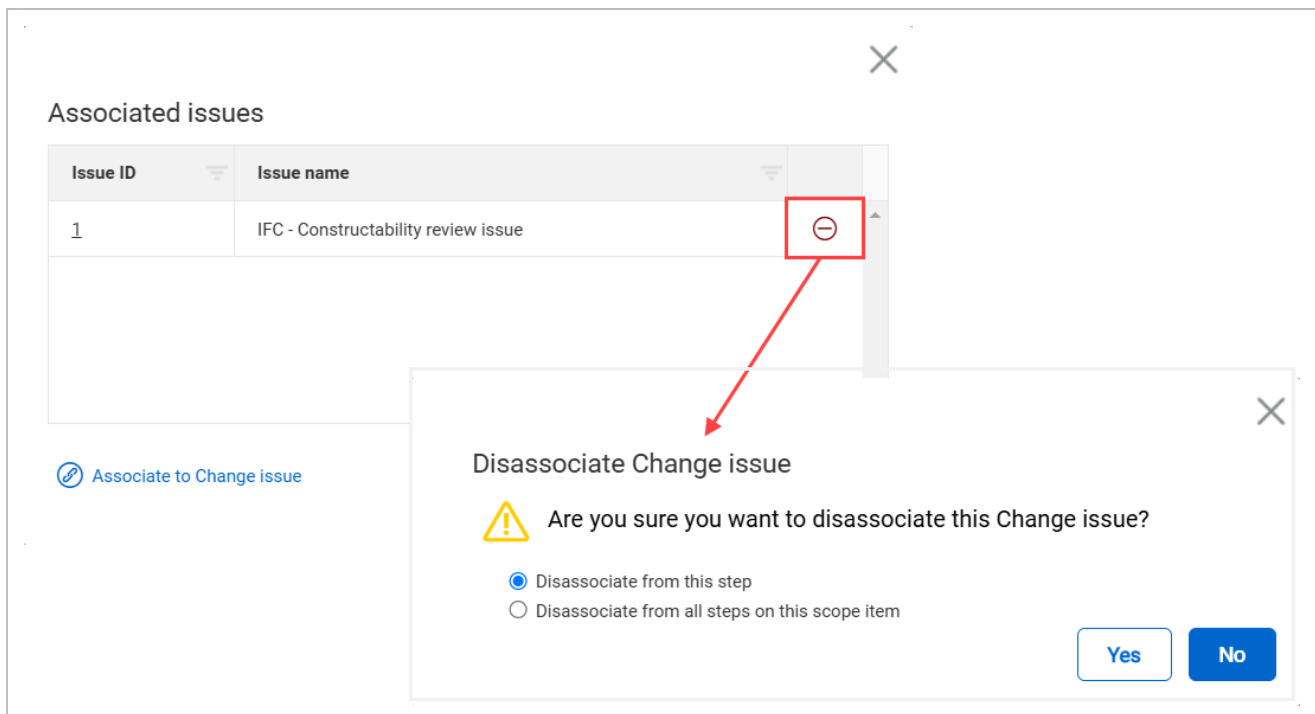 Associated issues
Issue ID Issue name
1 IFC - Constructability review issue
Associate to Change issue
Disassociate Change issue
Are you sure you want to disassociate this Change issue?
Disassociate from this step
Disassociate from all steps on this scope item
Yes No